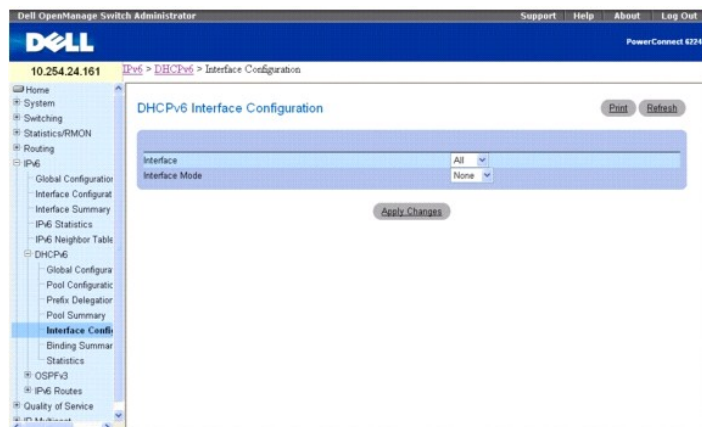 Dell OpenManage Switch Administrator
Support Help About Log Out
DELL
PowerConnect 6224
10.254.24.161
IPv6 > DHCPv6 > Interface Configuration
Home
System
Switching
Statistics/RMON
Routing
IPv6
Global Configuration
Interface Configurat
Interface Summary
IPv6 Statistics
IPv6 Neighbor Table
DHCPv6
Global Configura
Pool Configuratic
Prefix Delegation
Pool Summary
Interface Config
Binding Summar
Statistics
OSPFv3
IPv6 Routes
Quality of Service
IP Multicast
DHCPv6 Interface Configuration
Print Refresh
Interface All
Interface Mode None
Apply Changes